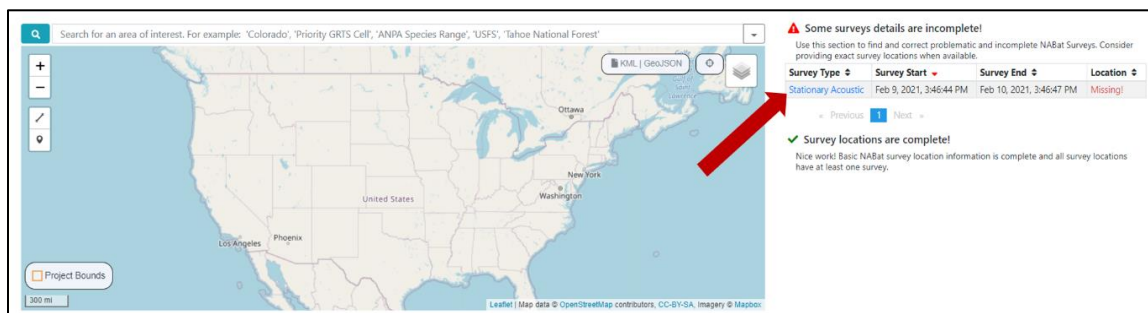 Search for an area of interest. For example: 'Colorado', 'Priority GRTS Cell', 'ANPA Species Range', 'USFS', 'Tahoe National Forest'
+
−
KML | GeoJSON
Ottawa
New York
Washington
United States
Los Angeles
Phoenix
Project Bounds
300 mi
Leaflet | Map data © OpenStreetMap contributors, CC-BY-SA, Imagery © Mapbox
Some surveys details are incomplete!
Use this section to find and correct problematic and incomplete NABat Surveys. Consider
providing exact survey locations when available.
Survey Type Survey Start Survey End Location
Stationary Acoustic Feb 9, 2021, 3:46:44 PM Feb 10, 2021, 3:46:47 PM Missing!
« Previous 1 Next »
Survey locations are complete!
Nice work! Basic NABat survey location information is complete and all survey locations
have at least one survey.